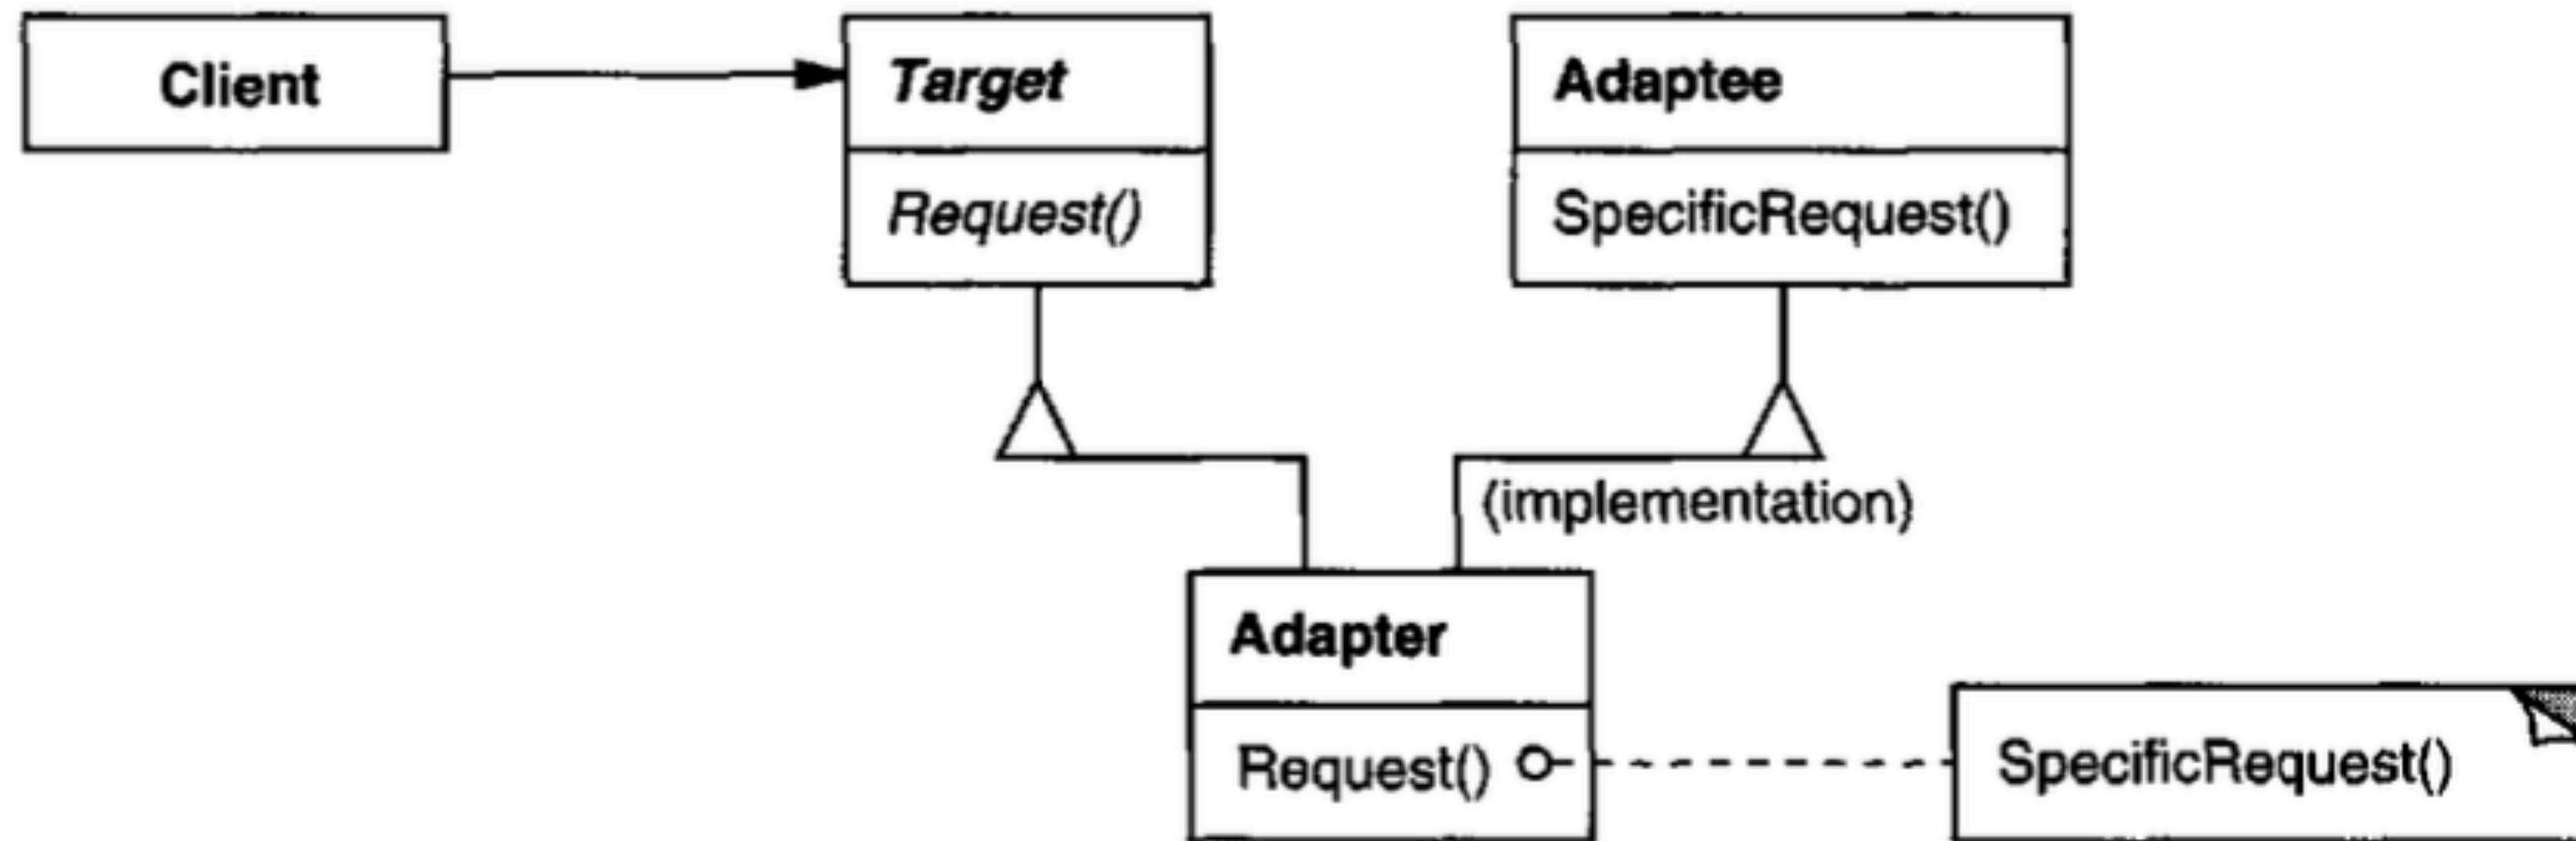 Client
Target
Request()
Adaptee
SpecificRequest()
(implementation)
Adapter
Request()
SpecificRequest()